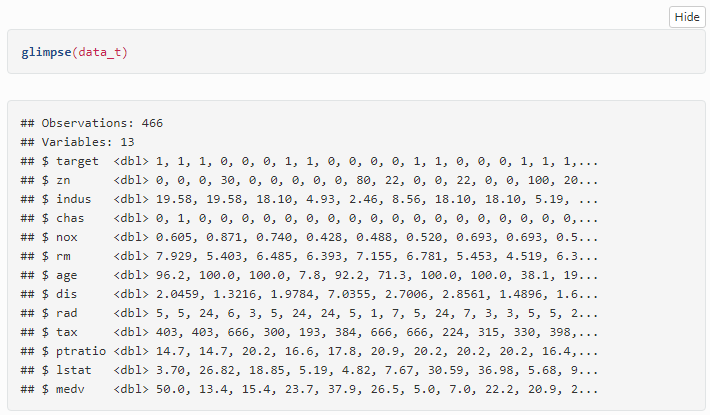 Hide
glimpse(data_t)
## Observations: 466
## Variables: 13
## $ target  <dbl> 1, 1, 1, 0, 0, 0, 1, 1, 0, 0, 0, 0, 1, 1, 0, 0, 0, 1, 1, 1,...
## $ zn      <dbl> 0, 0, 0, 30, 0, 0, 0, 0, 0, 80, 22, 0, 0, 22, 0, 0, 100, 20...
## $ indus   <dbl> 19.58, 19.58, 18.10, 4.93, 2.46, 8.56, 18.10, 18.10, 5.19, ...
## $ chas    <dbl> 0, 1, 0, 0, 0, 0, 0, 0, 0, 0, 0, 0, 0, 0, 0, 0, 0, 0, 0, 0,...
## $ nox     <dbl> 0.605, 0.871, 0.740, 0.428, 0.488, 0.520, 0.693, 0.693, 0.5...
## $ rm      <dbl> 7.929, 5.403, 6.485, 6.393, 7.155, 6.781, 5.453, 4.519, 6.3...
## $ age     <dbl> 96.2, 100.0, 100.0, 7.8, 92.2, 71.3, 100.0, 100.0, 38.1, 19...
## $ dis     <dbl> 2.0459, 1.3216, 1.9784, 7.0355, 2.7006, 2.8561, 1.4896, 1.6...
## $ rad     <dbl> 5, 5, 24, 6, 3, 5, 24, 24, 5, 1, 7, 5, 24, 7, 3, 3, 5, 5, 2...
## $ tax     <dbl> 403, 403, 666, 300, 193, 384, 666, 666, 224, 315, 330, 398,...
## $ ptratio <dbl> 14.7, 14.7, 20.2, 16.6, 17.8, 20.9, 20.2, 20.2, 20.2, 16.4,...
## $ lstat   <dbl> 3.70, 26.82, 18.85, 5.19, 4.82, 7.67, 30.59, 36.98, 5.68, 9...
## $ medv    <dbl> 50.0, 13.4, 15.4, 23.7, 37.9, 26.5, 5.0, 7.0, 22.2, 20.9, 2...